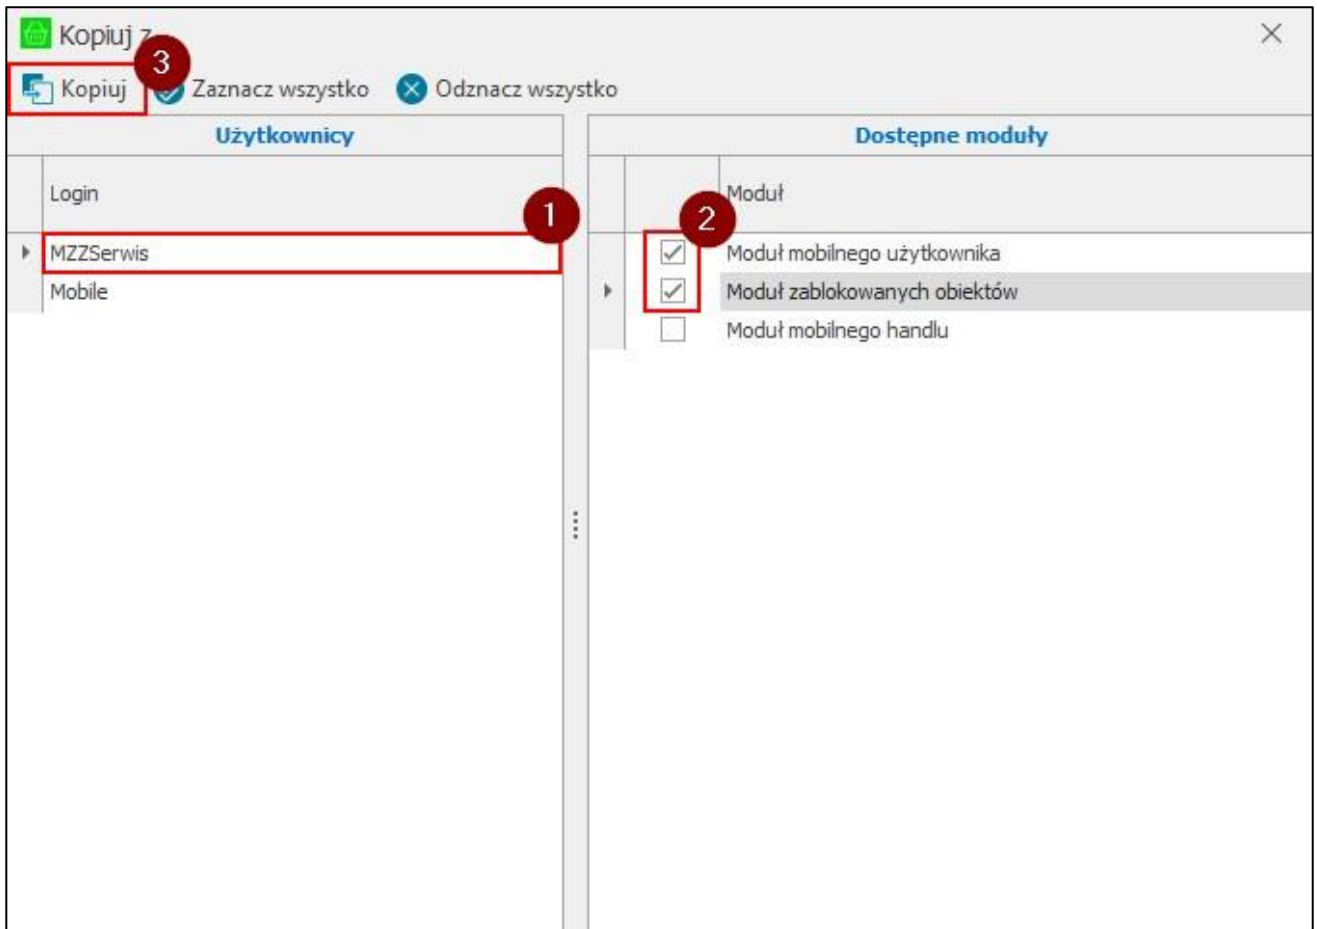 Kopiuj z
3
Kopiuj Zaznacz wszystko Odznacz wszystko
Użytkownicy
Login
1
MZZSerwis
Mobile
Dostępne moduły
Moduł
2
Moduł mobilnego użytkownika
Moduł zablokowanych obiektów
Moduł mobilnego handlu